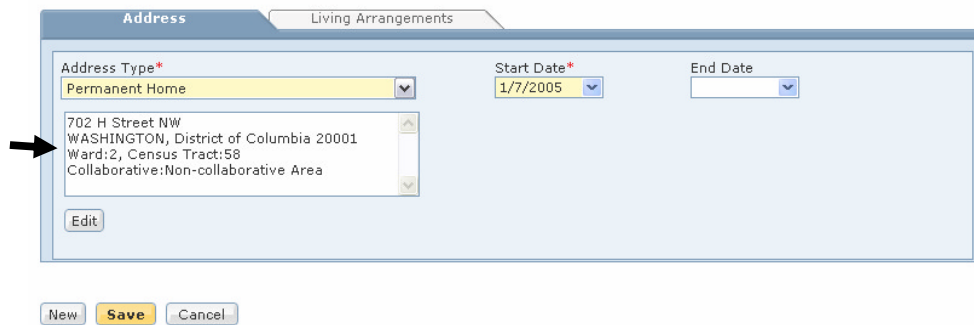 Address Living Arrangements
Address Type* Start Date* End Date
Permanent Home 1/7/2005
702 H Street NW
WASHINGTON, District of Columbia 20001
Ward:2, Census Tract:58
Collaborative:Non-collaborative Area
Edit
New Save Cancel